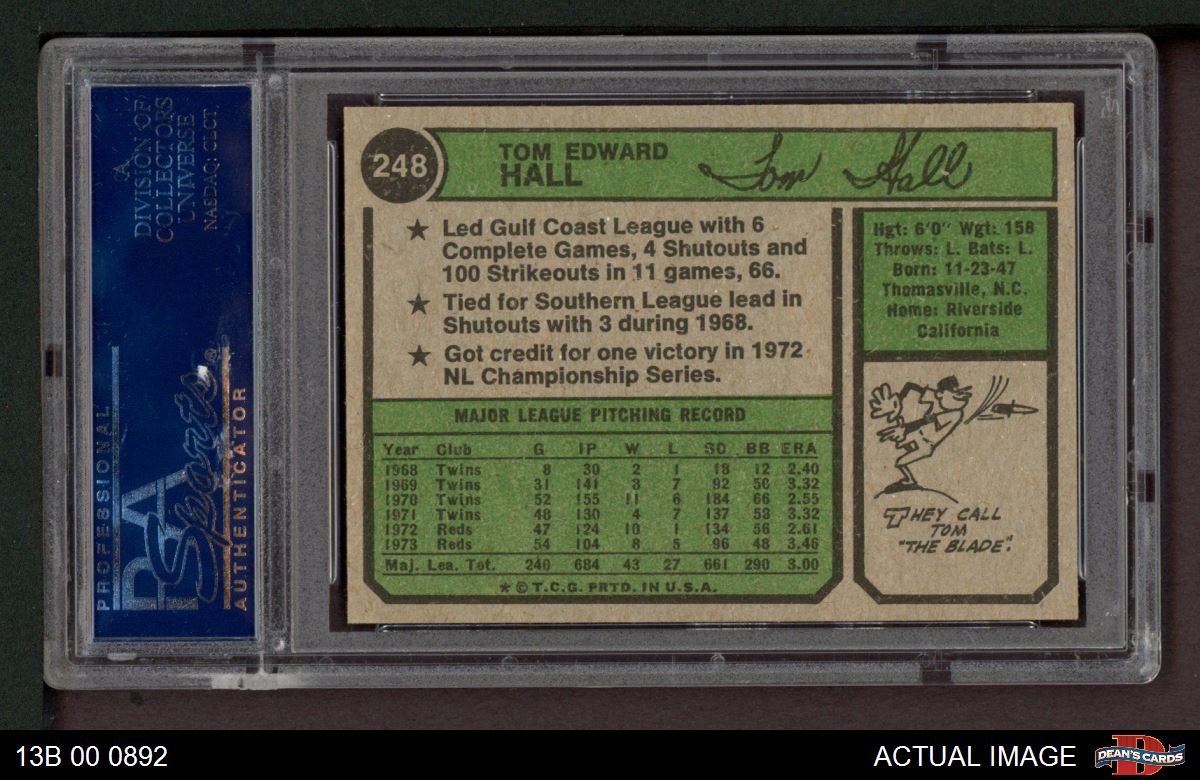 A
DIVISION OF
COLLECTORS
UNIVERSE
NASDAQ: CLCT.
PROFESSIONAL
PSA
Sports®
AUTHENTICATOR
248
TOM EDWARD
HALL
Tom Hall
★ Led Gulf Coast League with 6
Complete Games, 4 Shutouts and
100 Strikeouts in 11 games, 66.
★ Tied for Southern League lead in
Shutouts with 3 during 1968.
★ Got credit for one victory in 1972
NL Championship Series.
Hgt: 6'0" Wgt: 158
Throws: L. Bats: L.
Born: 11-23-47
Thomasville, N.C.
Home: Riverside
California
MAJOR LEAGUE PITCHING RECORD
Year Club G IP W L SO BB ERA
1968 Twins 8 30 2 1 18 12 2.40
1969 Twins 31 141 8 7 92 50 3.32
1970 Twins 52 155 11 6 184 66 2.55
1971 Twins 48 130 4 7 137 58 3.32
1972 Reds 47 124 10 1 134 56 2.61
1973 Reds 54 104 8 5 96 48 3.46
Maj. Lea. Tot. 240 684 43 27 661 290 3.00
★ © T.C.G. PRTD. IN U.S.A.
THEY CALL
TOM
"THE BLADE".
13B 00 0892
ACTUAL IMAGE
D
DEAN'S CARDS